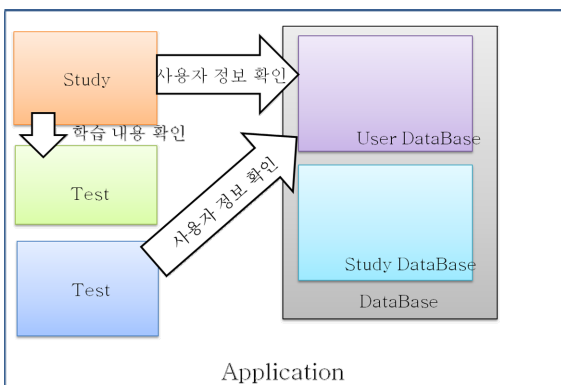 Study
사용자 정보 확인
User DataBase
학습 내용 확인
Test
사용자 정보 확인
Test
Study DataBase
DataBase
Application